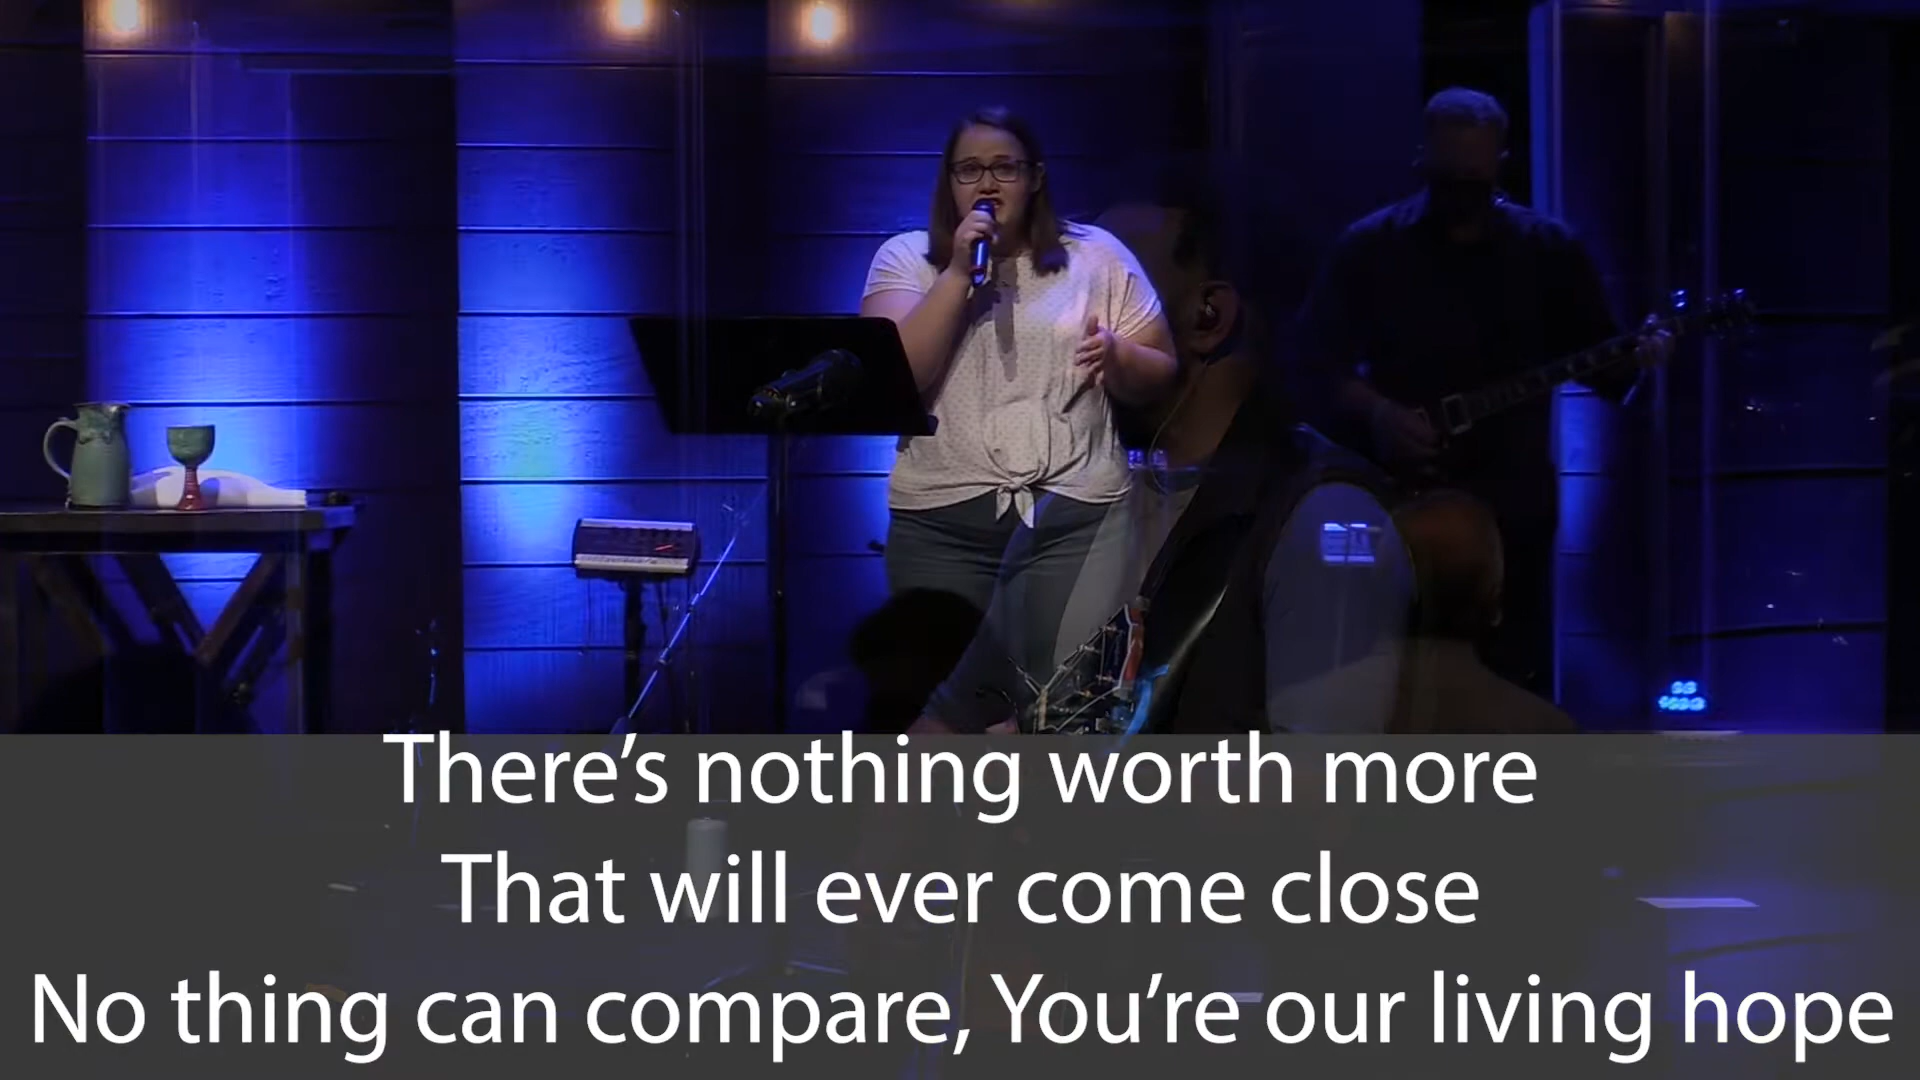 There’s nothing worth more
That will ever come close
No thing can compare, You’re our living hope